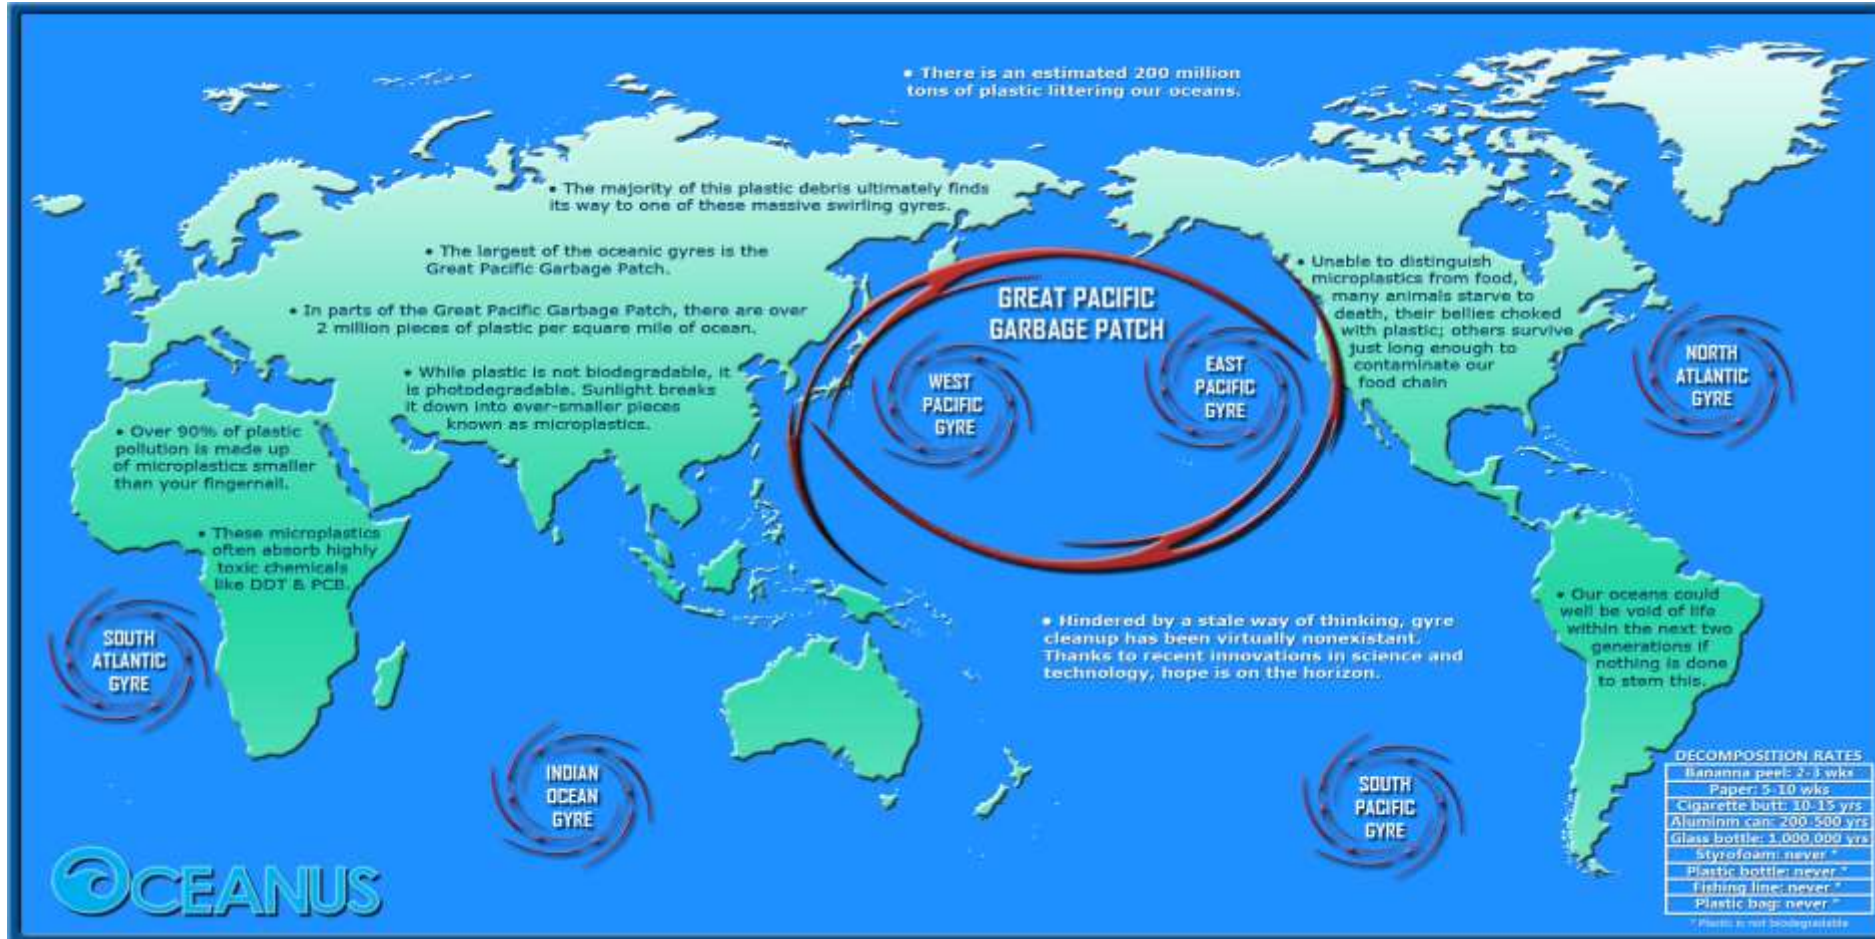 • There is an estimated 200 million
tons of plastic littering our oceans.
• The majority of this plastic debris ultimately finds
its way to one of these massive swirling gyres.
• The largest of the oceanic gyres is the
Great Pacific Garbage Patch.
• In parts of the Great Pacific Garbage Patch, there are over
2 million pieces of plastic per square mile of ocean.
• While plastic is not biodegradable, it
is photodegradable. Sunlight breaks
it down into ever-smaller pieces
known as microplastics.
• Over 90% of plastic
pollution is made up
of microplastics smaller
than your fingernail.
• These microplastics
often absorb highly
toxic chemicals
like DDT & PCB.
GREAT PACIFIC
GARBAGE PATCH
WEST
PACIFIC
GYRE
EAST
PACIFIC
GYRE
• Unable to distinguish
microplastics from food,
many animals starve to
death, their bellies choked
with plastic; others survive
just long enough to
contaminate our
food chain
NORTH
ATLANTIC
GYRE
SOUTH
ATLANTIC
GYRE
• Hindered by a stale way of thinking, gyre
cleanup has been virtually nonexistant.
Thanks to recent innovations in science and
technology, hope is on the horizon.
• Our oceans could
well be void of life
within the next two
generations if
nothing is done
to stem this.
INDIAN
OCEAN
GYRE
SOUTH
PACIFIC
GYRE
DECOMPOSITION RATES
Bananna peel: 2-3 wks
Paper: 5-10 wks
Cigarette butt: 10-15 yrs
Aluminm can: 200-500 yrs
Glass bottle: 1,000,000 yrs
Styrofoam: never *
Plastic bottle: never *
Fishing line: never *
Plastic bag: never *
* Plastic is not biodegradable
OCEANUS